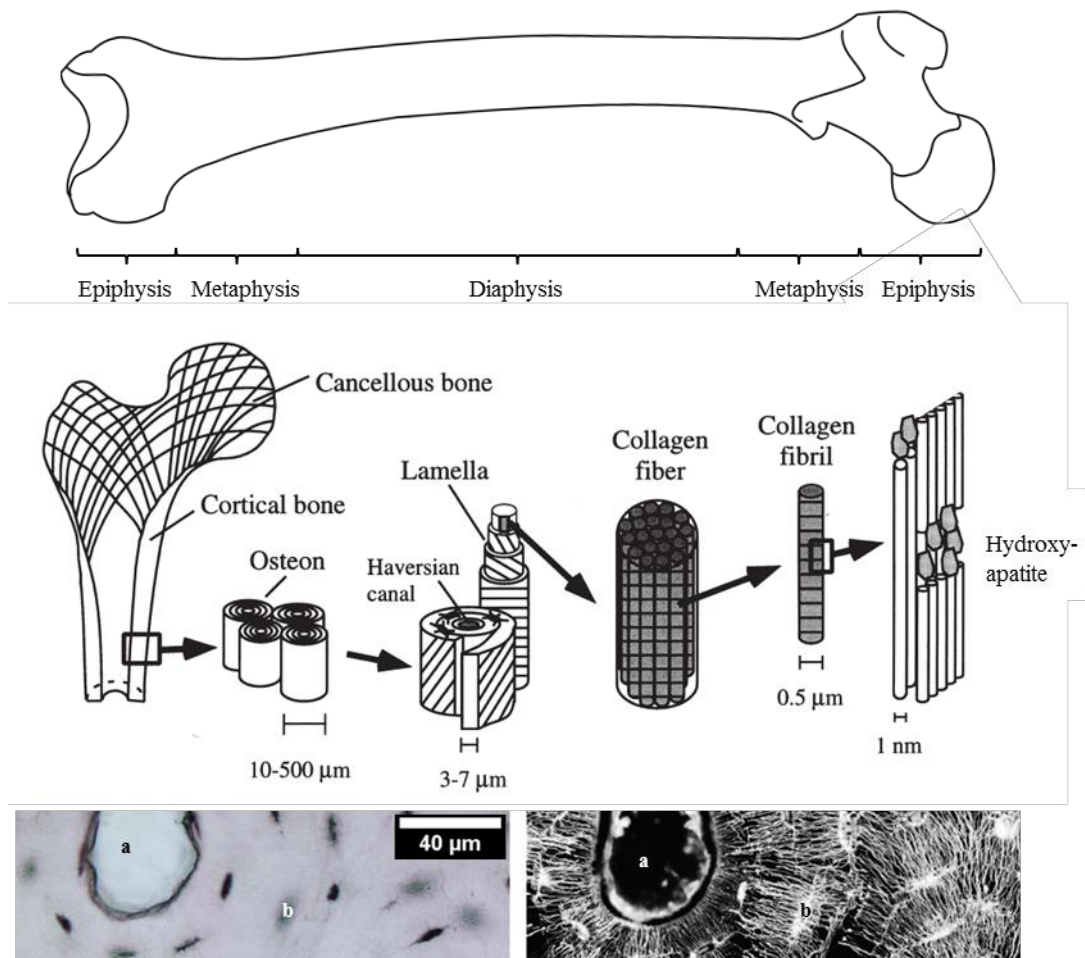 Epiphysis Metaphysis Diaphysis Metaphysis Epiphysis
Cancellous bone
Cortical bone
Osteon
10-500 μm
Lamella
Haversian
canal
3-7 μm
Collagen
fiber
Collagen
fibril
0.5 μm
1 nm
Hydroxy-
apatite
a
b
40 μm
a
b